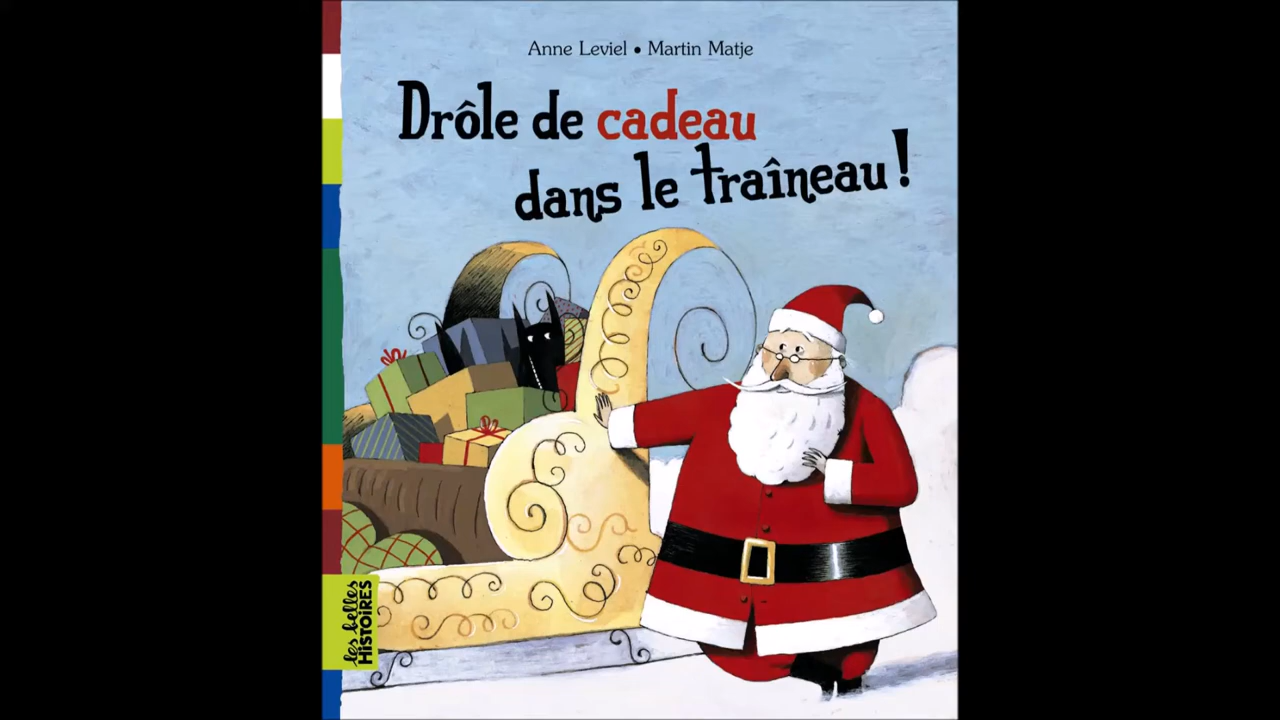 Anne Leviel • Martin Matje
Drôle de cadeau
dans le traîneau !
les belles
HISTOIRES